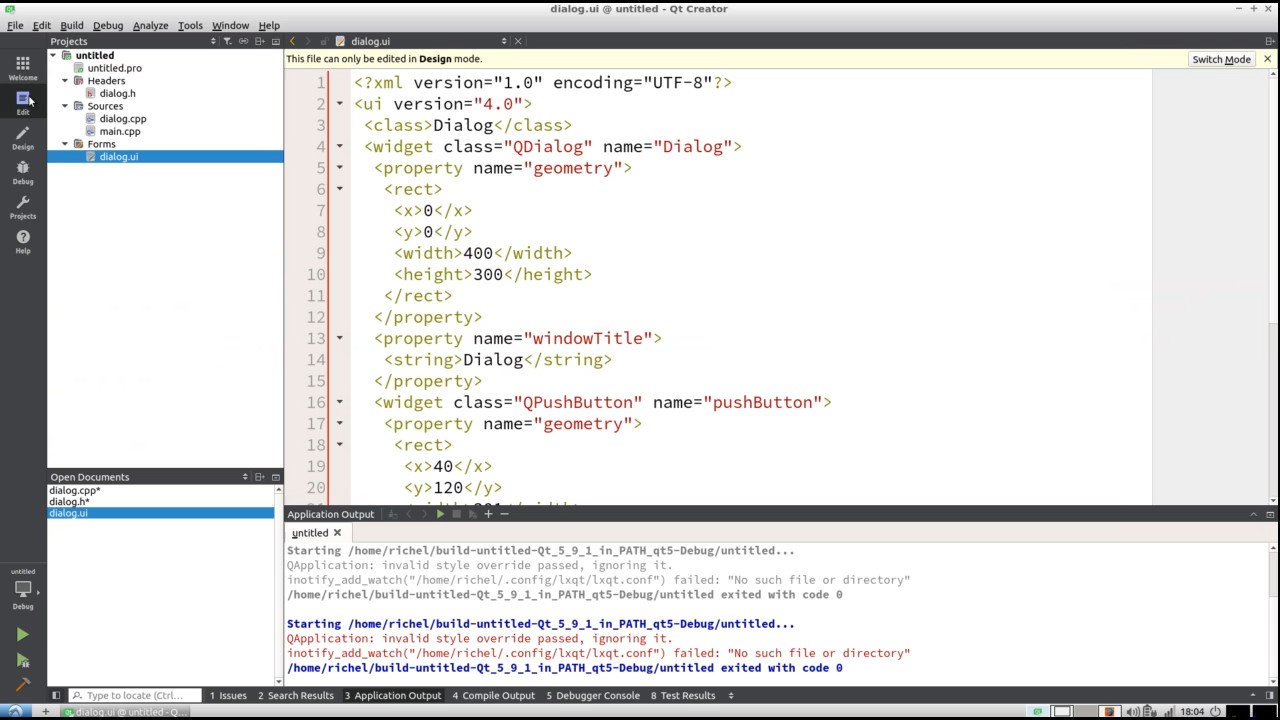 dialog.ui @ untitled - Qt Creator
File Edit Build Debug Analyze Tools Window Help
Projects
dialog.ui
Welcome
Edit
Design
Debug
Projects
Help
untitled
untitled.pro
Headers
dialog.h
Sources
dialog.cpp
main.cpp
Forms
dialog.ui
This file can only be edited in Design mode.
Switch Mode
1 <?xml version="1.0" encoding="UTF-8"?>
2 <ui version="4.0">
3 <class>Dialog</class>
4 <widget class="QDialog" name="Dialog">
5 <property name="geometry">
6 <rect>
7 <x>0</x>
8 <y>0</y>
9 <width>400</width>
10 <height>300</height>
11 </rect>
12 </property>
13 <property name="windowTitle">
14 <string>Dialog</string>
15 </property>
16 <widget class="QPushButton" name="pushButton">
17 <property name="geometry">
18 <rect>
19 <x>40</x>
20 <y>120</y>
Open Documents
dialog.cpp*
dialog.h*
dialog.ui
Application Output
untitled
Starting /home/richel/build-untitled-Qt_5_9_1_in_PATH_qt5-Debug/untitled...
QApplication: invalid style override passed, ignoring it.
inotify_add_watch("/home/richel/.config/lxqt/lxqt.conf") failed: "No such file or directory"
/home/richel/build-untitled-Qt_5_9_1_in_PATH_qt5-Debug/untitled exited with code 0
Starting /home/richel/build-untitled-Qt_5_9_1_in_PATH_qt5-Debug/untitled...
QApplication: invalid style override passed, ignoring it.
inotify_add_watch("/home/richel/.config/lxqt/lxqt.conf") failed: "No such file or directory"
/home/richel/build-untitled-Qt_5_9_1_in_PATH_qt5-Debug/untitled exited with code 0
untitled
Debug
Type to locate (Ctrl... 1 Issues 2 Search Results 3 Application Output 4 Compile Output 5 Debugger Console 8 Test Results
dialog.ui @ untitled - Q...
18:04